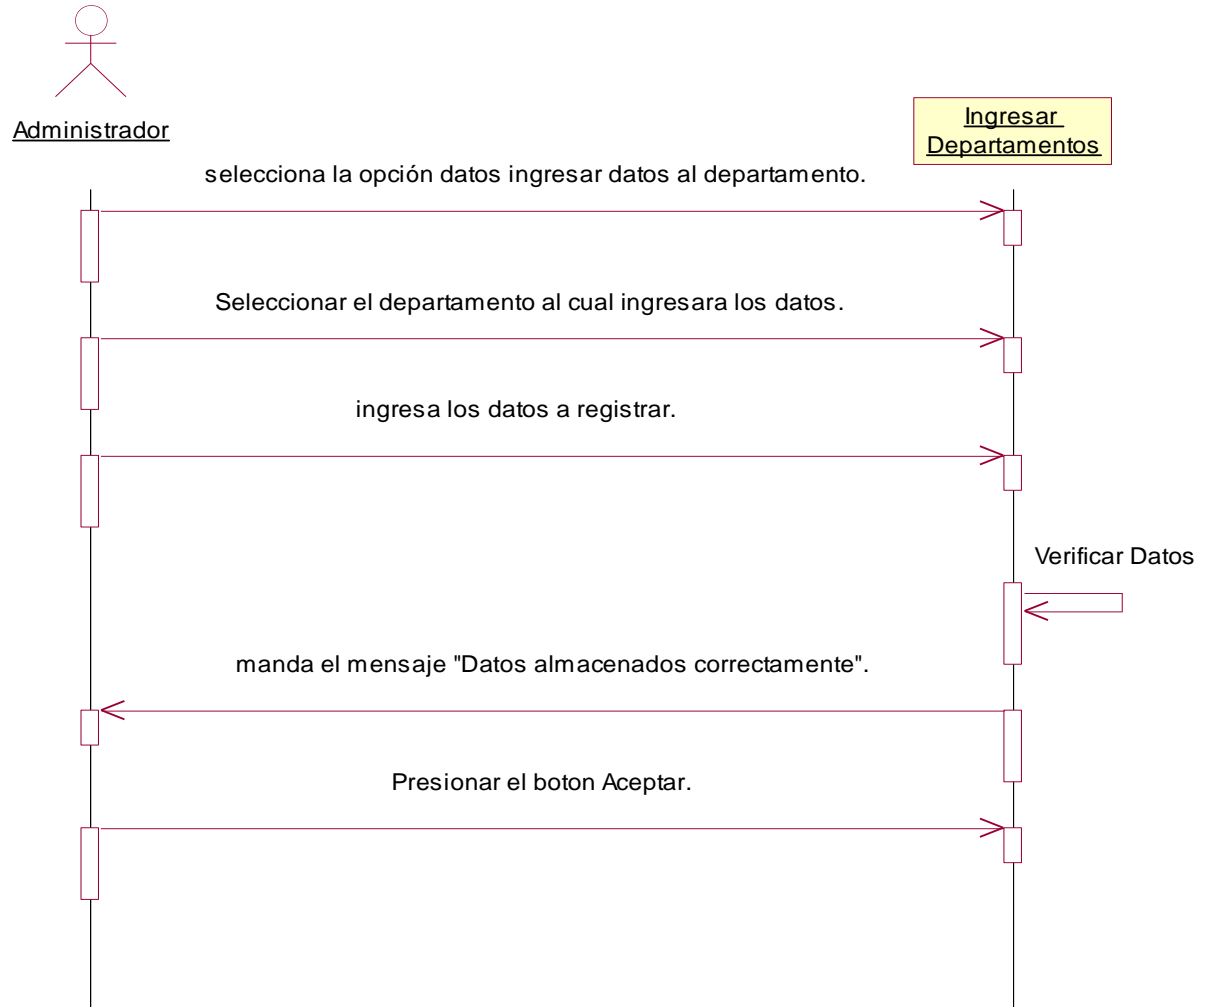 Administrador
Ingresar
Departamentos
selecciona la opción datos ingresar datos al departamento.
Seleccionar el departamento al cual ingresara los datos.
ingresa los datos a registrar.
Verificar Datos
manda el mensaje "Datos almacenados correctamente".
Presionar el boton Aceptar.